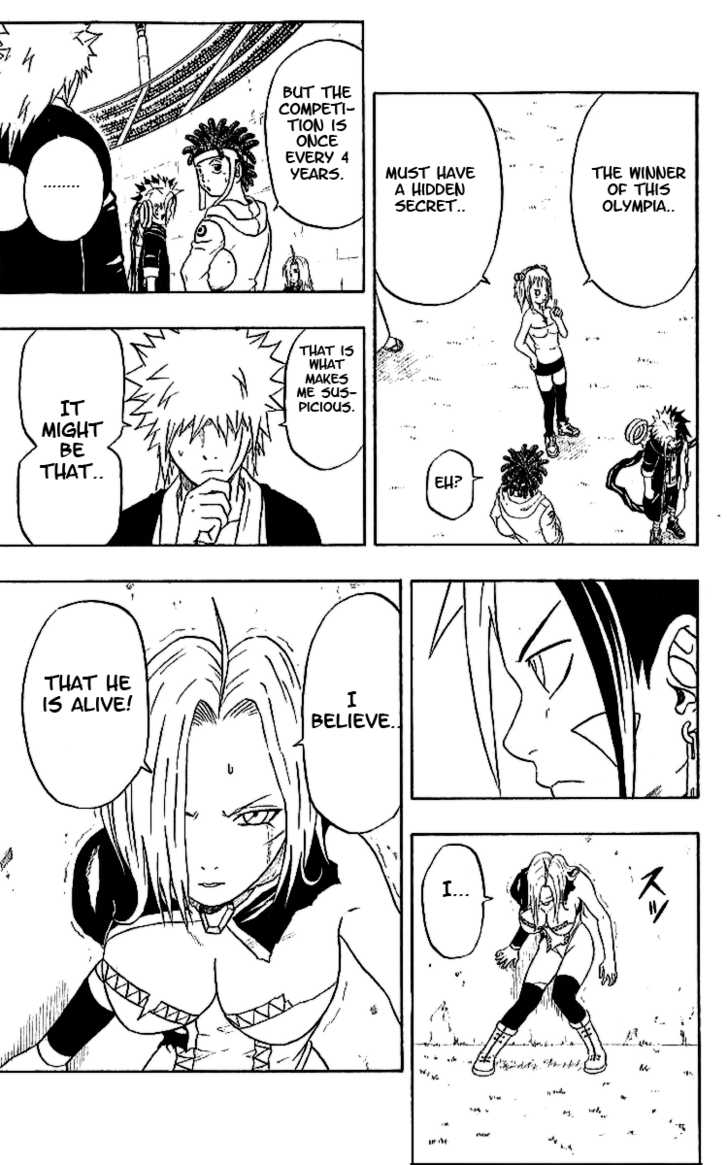 THE WINNER
OF THIS
OLYMPIA..
MUST HAVE
A HIDDEN
SECRET..
EH?
BUT THE
COMPETI-
TION IS
ONCE
EVERY 4
YEARS.
........
THAT IS
WHAT
MAKES
ME SUS-
PICIOUS.
IT
MIGHT
BE
THAT..
I...
ズッ
I
BELIEVE..
THAT HE
IS ALIVE!